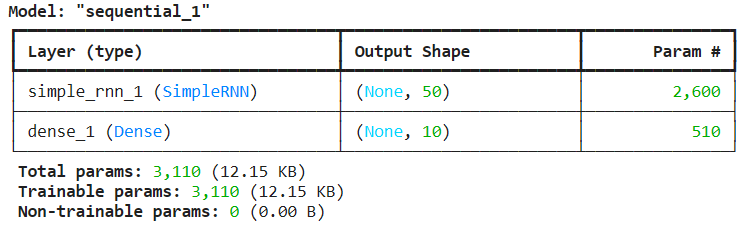 Model: "sequential_1"
Layer (type) Output Shape Param #
simple_rnn_1 (SimpleRNN) (None, 50) 2,600
dense_1 (Dense) (None, 10) 510
Total params: 3,110 (12.15 KB)
Trainable params: 3,110 (12.15 KB)
Non-trainable params: 0 (0.00 B)